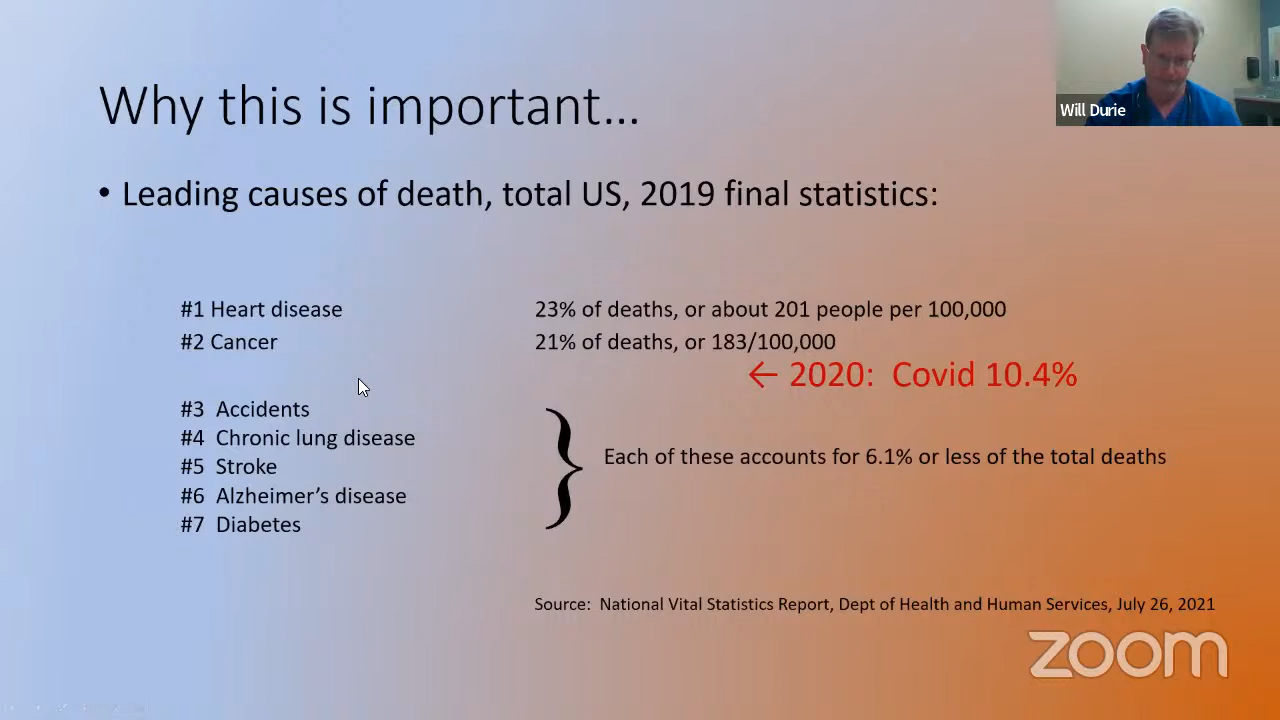 Will Durie
Why this is important…
• Leading causes of death, total US, 2019 final statistics:
#1 Heart disease 23% of deaths, or about 201 people per 100,000
#2 Cancer 21% of deaths, or 183/100,000
← 2020: Covid 10.4%
#3 Accidents
#4 Chronic lung disease
#5 Stroke
#6 Alzheimer’s disease
#7 Diabetes
Each of these accounts for 6.1% or less of the total deaths
Source: National Vital Statistics Report, Dept of Health and Human Services, July 26, 2021
zoom